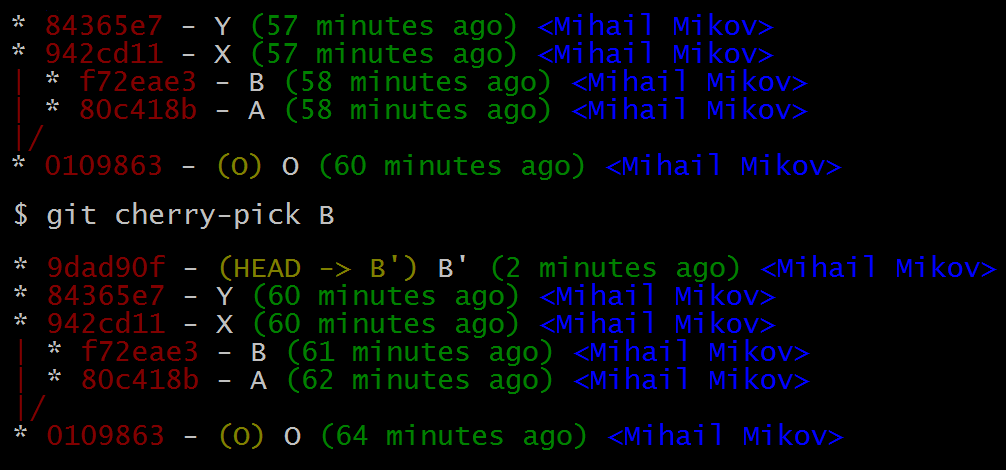 * 84365e7 - Y (57 minutes ago) <Mihail Mikov>
* 942cd11 - X (57 minutes ago) <Mihail Mikov>
| * f72eae3 - B (58 minutes ago) <Mihail Mikov>
| * 80c418b - A (58 minutes ago) <Mihail Mikov>
|/
* 0109863 - (O) O (60 minutes ago) <Mihail Mikov>
$ git cherry-pick B
* 9dad90f - (HEAD -> B') B' (2 minutes ago) <Mihail Mikov>
* 84365e7 - Y (60 minutes ago) <Mihail Mikov>
* 942cd11 - X (60 minutes ago) <Mihail Mikov>
| * f72eae3 - B (61 minutes ago) <Mihail Mikov>
| * 80c418b - A (62 minutes ago) <Mihail Mikov>
|/
* 0109863 - (O) O (64 minutes ago) <Mihail Mikov>